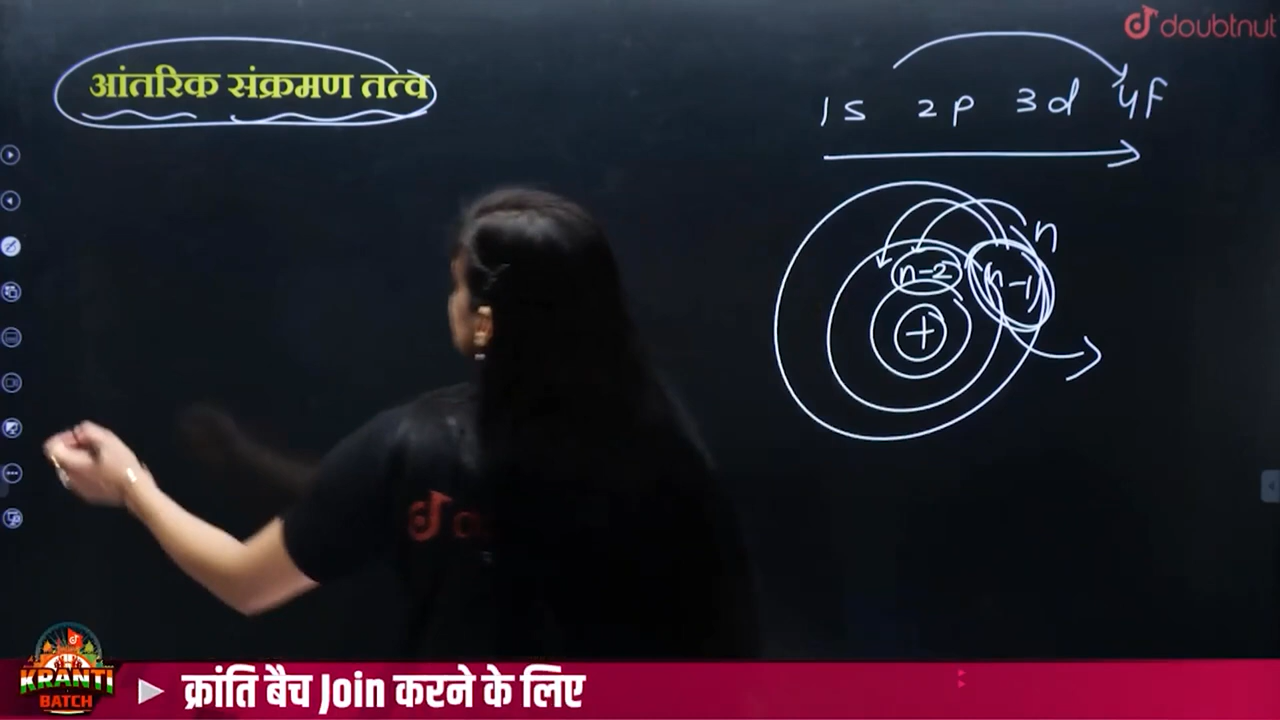 doubtnut
आंतरिक संक्रमण तत्व
1s 2p 3d 4f
n
n-2
n-1
+
KRANTI
BATCH
क्रांति बैच Join करने के लिए